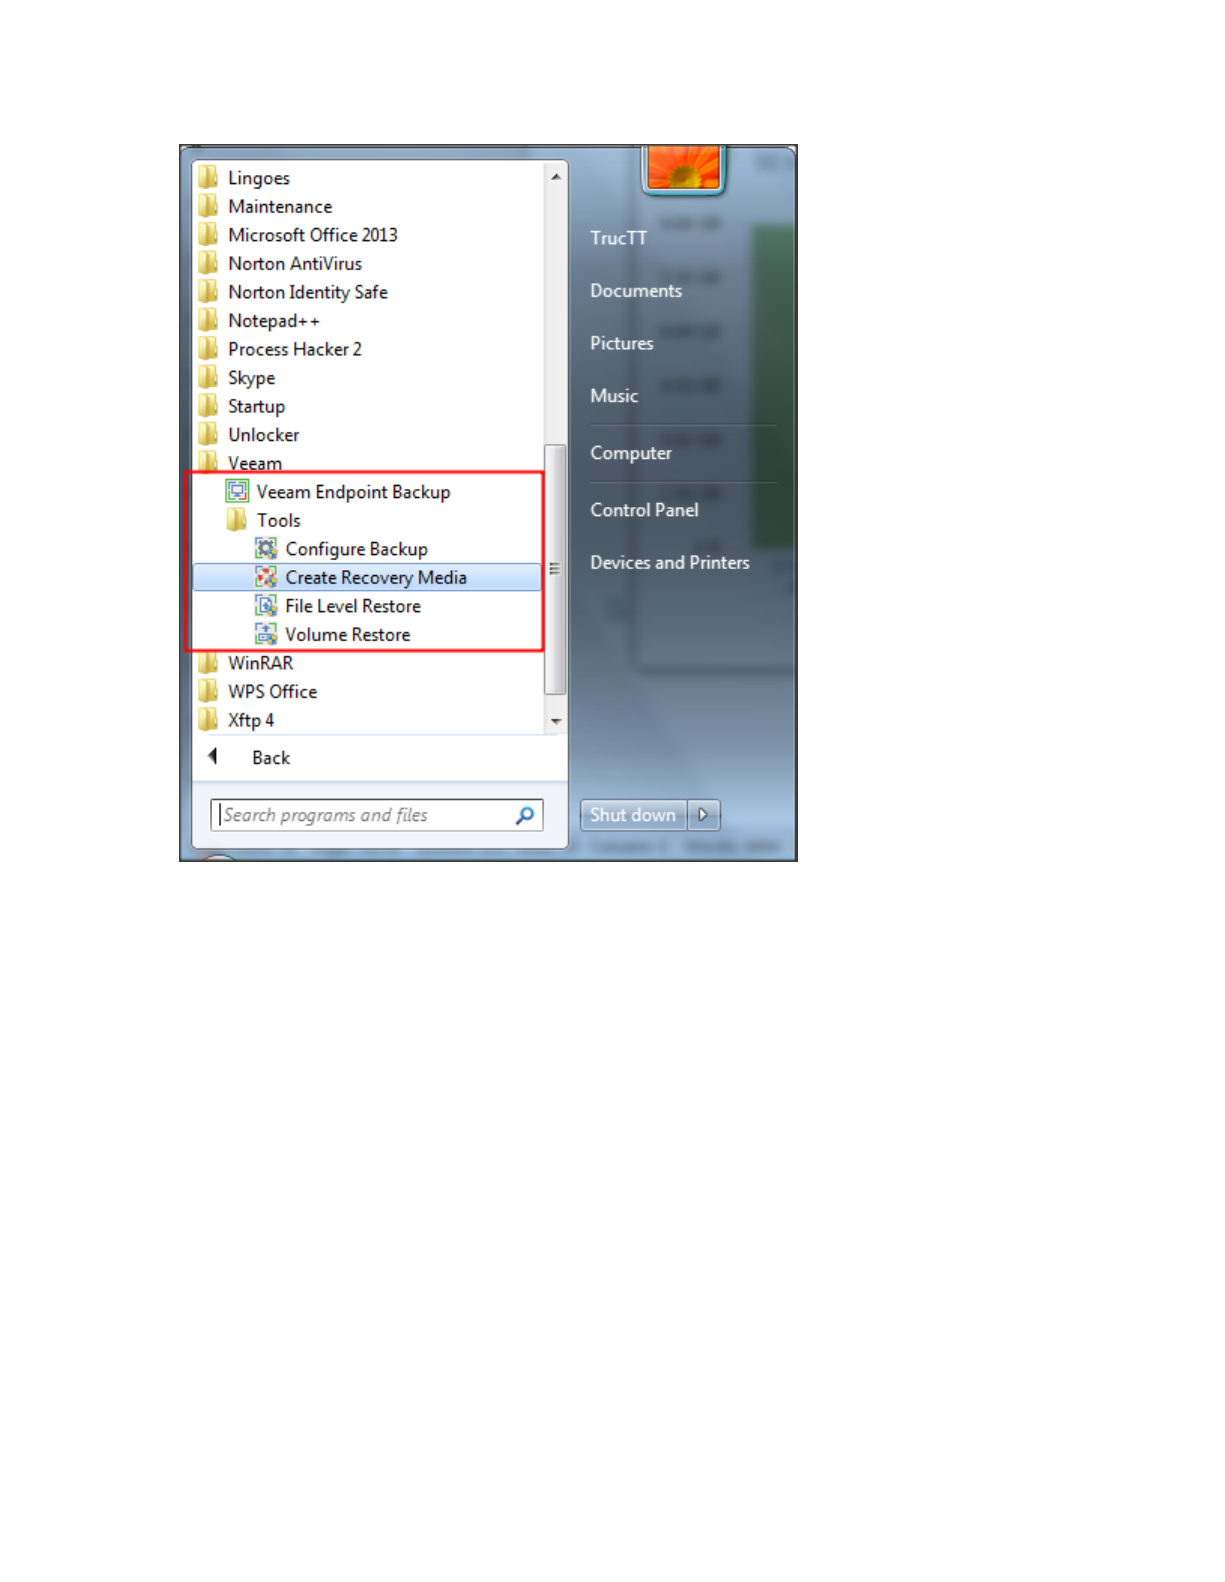 Lingoes
Maintenance
Microsoft Office 2013
Norton AntiVirus
Norton Identity Safe
Notepad++
Process Hacker 2
Skype
Startup
Unlocker
Veeam
Veeam Endpoint Backup
Tools
Configure Backup
Create Recovery Media
File Level Restore
Volume Restore
WinRAR
WPS Office
Xftp 4
Back
Search programs and files
TrucTT
Documents
Pictures
Music
Computer
Control Panel
Devices and Printers
Shut down